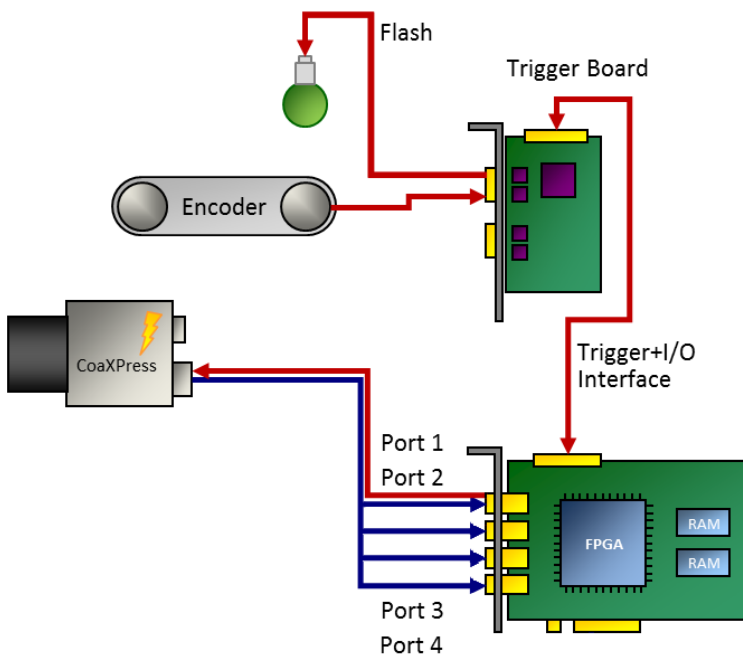 Flash
Trigger Board
Encoder
CoaXPress
Trigger+I/O
Interface
Port 1
Port 2
FPGA
RAM
RAM
Port 3
Port 4